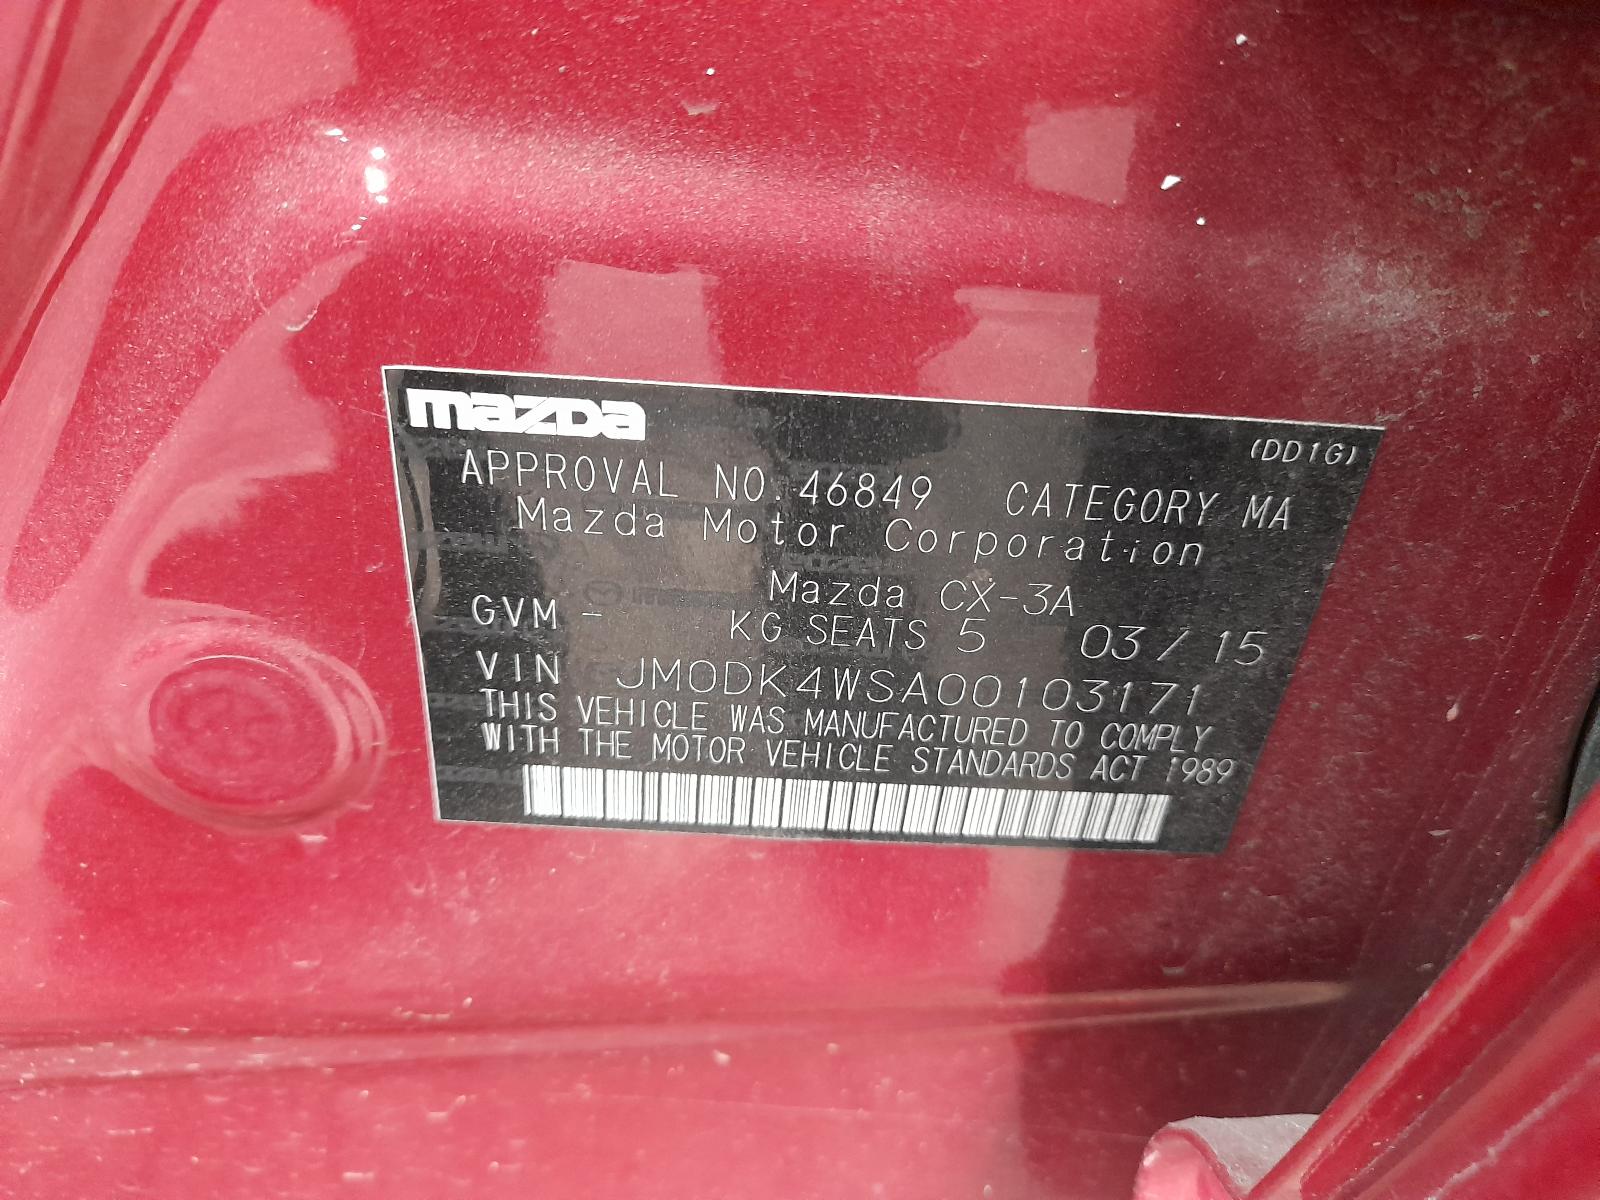 mazda
(DD1G)
APPROVAL NO. 46849 CATEGORY MA
Mazda Motor Corporation
Mazda CX-3A
GVM - KG SEATS 5 03 / 15
VIN JM0DK4WSA00103171
THIS VEHICLE WAS MANUFACTURED TO COMPLY
WITH THE MOTOR VEHICLE STANDARDS ACT 1989